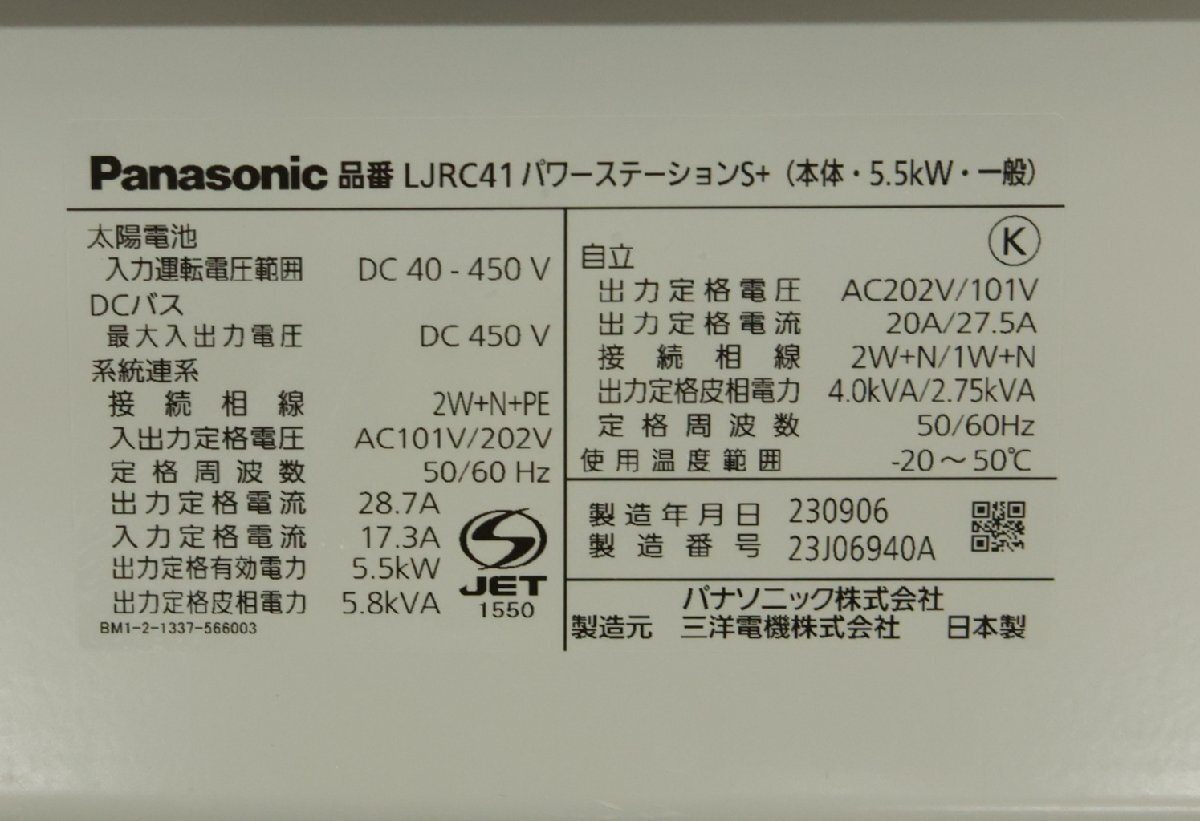 Panasonic 品番 LJRC41 パワーステーションS+ (本体・5.5kW・一般)
太陽電池
入力運転電圧範囲 DC 40 - 450 V
DCバス
最大入出力電圧 DC 450 V
系統連系
接続相線 2W+N+PE
入出力定格電圧 AC101V/202V
定格周波数 50/60 Hz
出力定格電流 28.7A
入力定格電流 17.3A
出力定格有効電力 5.5kW
出力定格皮相電力 5.8kVA
BM1-2-1337-566003
JET
1550
K
自立
出力定格電圧 AC202V/101V
出力定格電流 20A/27.5A
接続相線 2W+N/1W+N
出力定格皮相電力 4.0kVA/2.75kVA
定格周波数 50/60Hz
使用温度範囲 -20～50℃
製造年月日 230906
製造番号 23J06940A
パナソニック株式会社
製造元 三洋電機株式会社 日本製